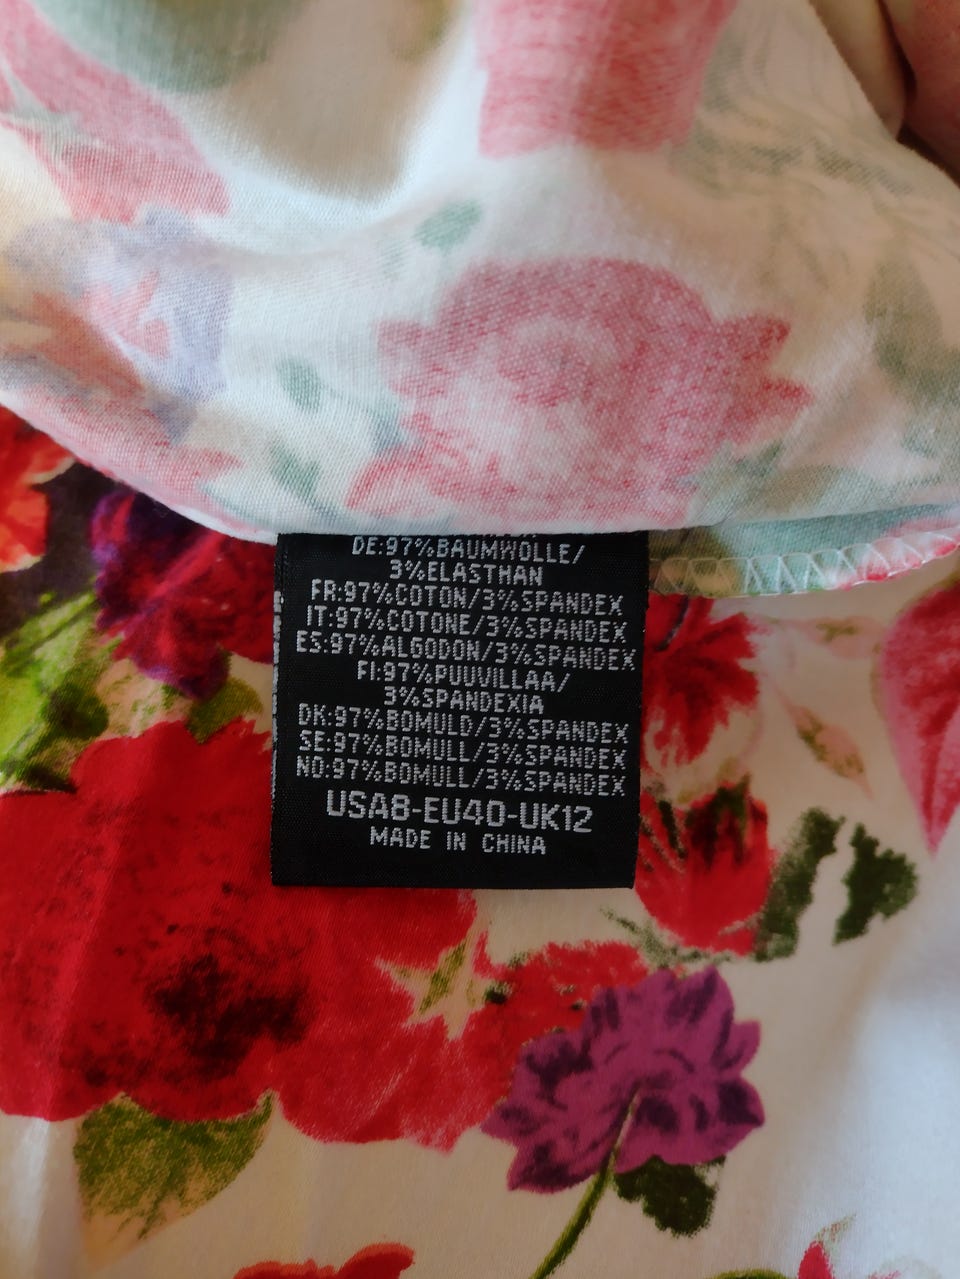 DE:97%BAUMWOLLE/
3%ELASTHAN
FR:97%COTON/3%SPANDEX
IT:97%COTONE/3%SPANDEX
ES:97%ALGODON/3%SPANDEX
FI:97%PUUVILLAA/
3%SPANDEXIA
DK:97%BOMULD/3%SPANDEX
SE:97%BOMULL/3%SPANDEX
NO:97%BOMULL/3%SPANDEX
USA8-EU40-UK12
MADE IN CHINA